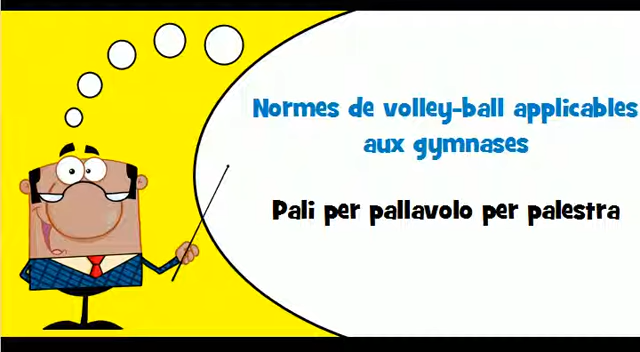 Normes de volley-ball applicables
aux gymnases
Pali per pallavolo per palestra